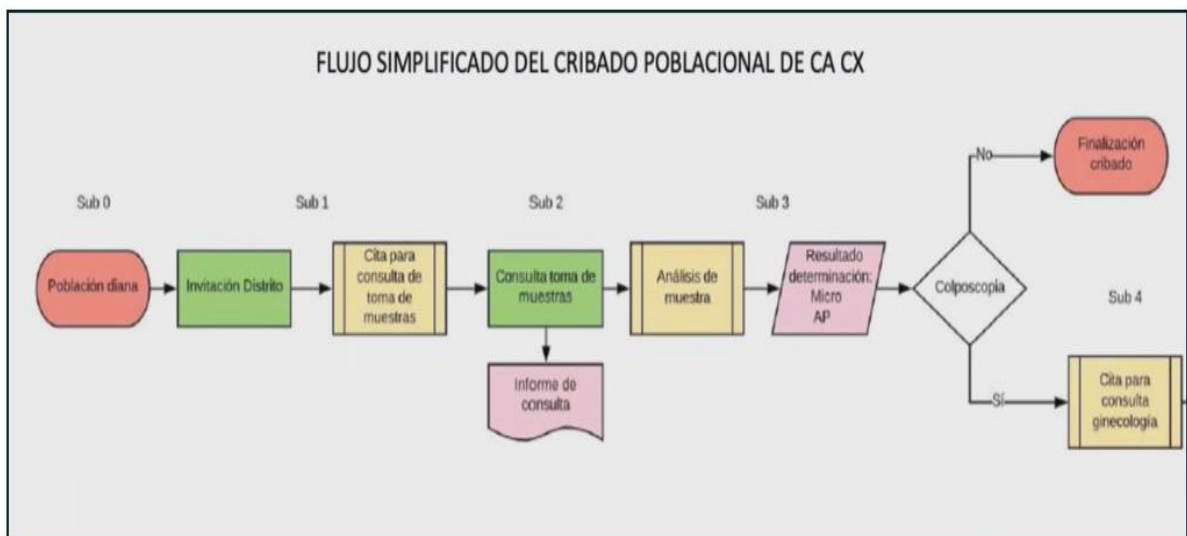 FLUJO SIMPLIFICADO DEL CRIBADO POBLACIONAL DE CA CX
Sub 0
Sub 1
Sub 2
Sub 3
Población diana
Invitación Distrito
Cita para
consulta de
toma de
muestras
Consulta toma de
muestras
Informe de
consulta
Análisis de
muestra
Resultado
determinación:
Micro
AP
Colposcopia
No
Finalización
cribado
Sub 4
Sí
Cita para
consulta
ginecología